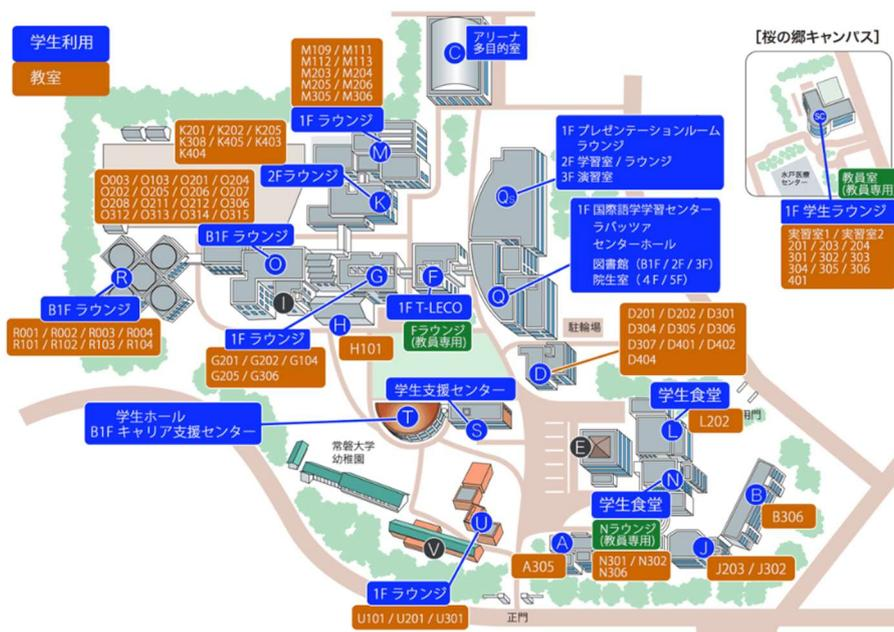 学生利用
教室
M109 / M111
M112 / M113
M203 / M204
M205 / M206
M305 / M306
1F ラウンジ
M
C
アリーナ
多目的室
[桜の郷キャンパス]
SC
水戸医療
センター
教員室
(教員専用)
1F 学生ラウンジ
実習室1 / 実習室2
201 / 203 / 204
301 / 302 / 303
304 / 305 / 306
401
K201 / K202 / K205
K308 / K405 / K403
K404
2Fラウンジ
K
O003 / O103 / O201 / O204
O202 / O205 / O206 / O207
O208 / O211 / O212 / O306
O312 / O313 / O314 / O315
B1F ラウンジ
O
1F プレゼンテーションルーム
ラウンジ
2F 学習室 / ラウンジ
3F 演習室
Qs
1F 国際語学学習センター
ラバッツァ
センターホール
図書館（B1F / 2F / 3F）
院生室（4F / 5F）
Q
R
B1F ラウンジ
R001 / R002 / R003 / R004
R101 / R102 / R103 / R104
I
G
1F ラウンジ
G201 / G202 / G104
G205 / G306
H
H101
F
1F T-LECO
Fラウンジ
(教員専用)
駐輪場
D201 / D202 / D301
D304 / D305 / D306
D307 / D401 / D402
D404
D
学生支援センター
S
T
学生ホール
B1F キャリア支援センター
学生食堂
L
L202
用門
E
N
学生食堂
Nラウンジ
(教員専用)
N301 / N302
N306
B
B306
A
A305
J
J203 / J302
常磐大学
幼稚園
U
V
1F ラウンジ
U101 / U201 / U301
正門